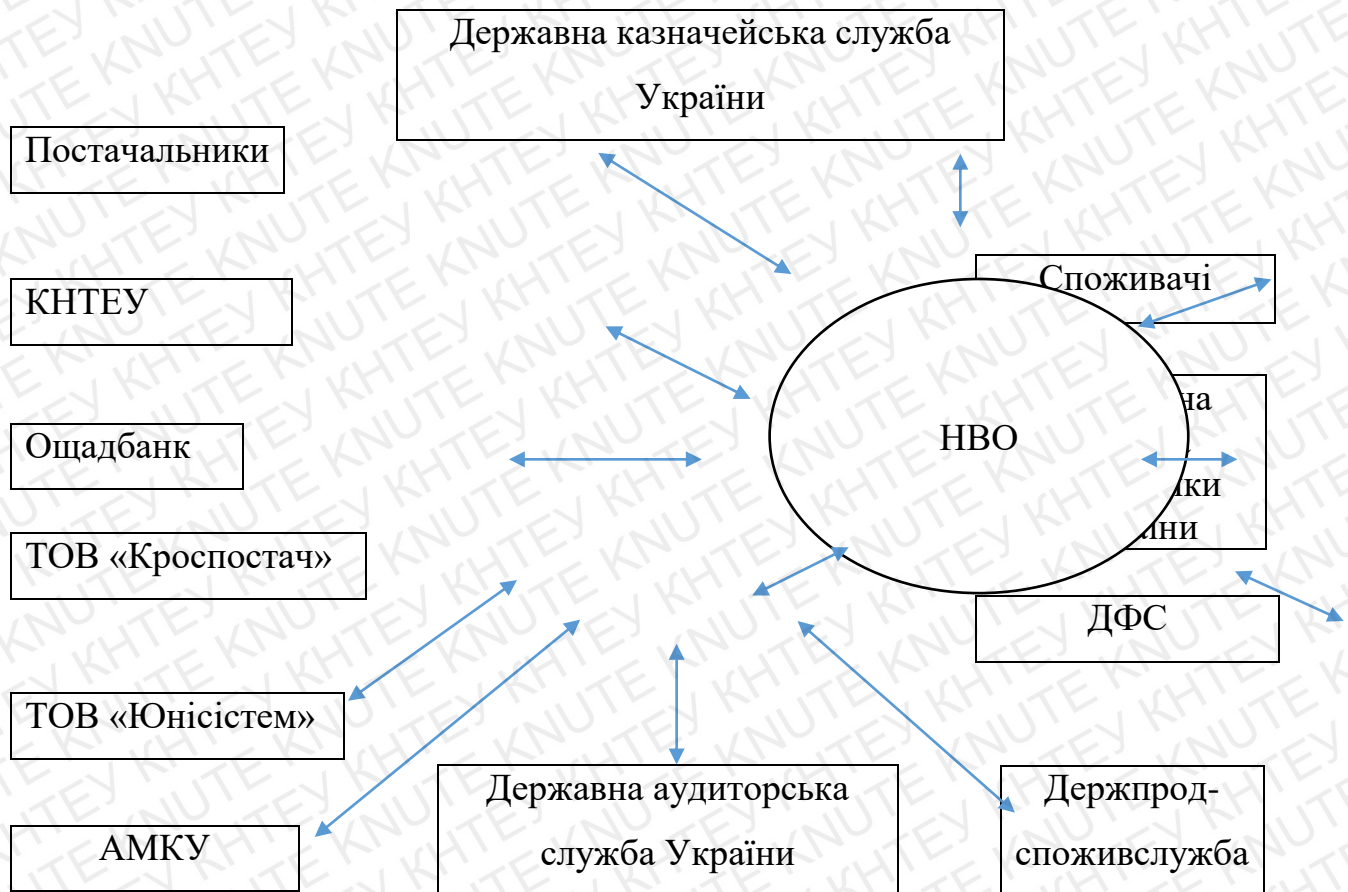 Державна казначейська служба
України
Постачальники
КНТЕУ
Споживачі
Ощадбанк
НВО
ТОВ «Кроспостач»
ДФС
ТОВ «Юнісістем»
АМКУ
Державна аудиторська
служба України
Держпрод-
споживслужба